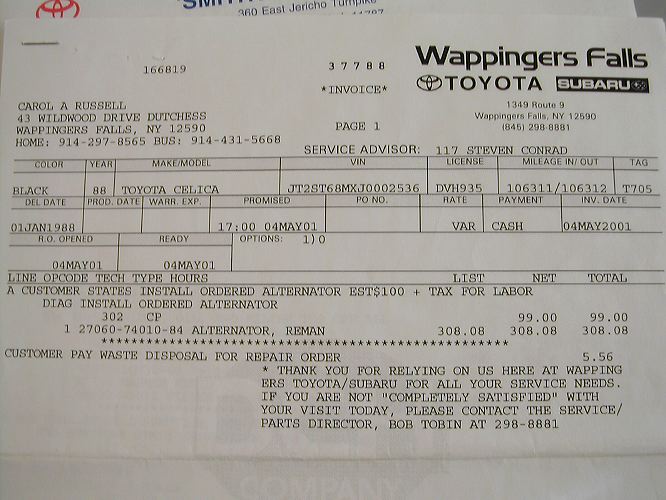 SMITH
360 East Jericho Turnpike
Wappingers Falls
TOYOTA SUBARU
1349 Route 9
Wappingers Falls, NY 12590
(845) 298-8881
166819
37788
*INVOICE*
CAROL A RUSSELL
43 WILDWOOD DRIVE DUTCHESS
WAPPINGERS FALLS, NY 12590
HOME: 914-297-8565 BUS: 914-431-5668
PAGE 1
SERVICE ADVISOR: 117 STEVEN CONRAD
COLOR YEAR MAKE/MODEL VIN LICENSE MILEAGE IN/ OUT TAG
BLACK 88 TOYOTA CELICA JT2ST68MXJ0002536 DVH935 106311/106312 T705
DEL DATE PROD. DATE WARR. EXP. PROMISED PO NO. RATE PAYMENT INV. DATE
01JAN1988 17:00 04MAY01 VAR CASH 04MAY2001
R.O. OPENED READY OPTIONS: 1)0
04MAY01 04MAY01
LINE OPCODE TECH TYPE HOURS LIST NET TOTAL
A CUSTOMER STATES INSTALL ORDERED ALTERNATOR EST$100 + TAX FOR LABOR
DIAG INSTALL ORDERED ALTERNATOR
302 CP 99.00 99.00
1 27060-74010-84 ALTERNATOR, REMAN 308.08 308.08 308.08
****************************************************
CUSTOMER PAY WASTE DISPOSAL FOR REPAIR ORDER 5.56
* THANK YOU FOR RELYING ON US HERE AT WAPPING
ERS TOYOTA/SUBARU FOR ALL YOUR SERVICE NEEDS.
IF YOU ARE NOT "COMPLETELY SATISFIED" WITH
YOUR VISIT TODAY, PLEASE CONTACT THE SERVICE/
PARTS DIRECTOR, BOB TOBIN AT 298-8881
COMPANY